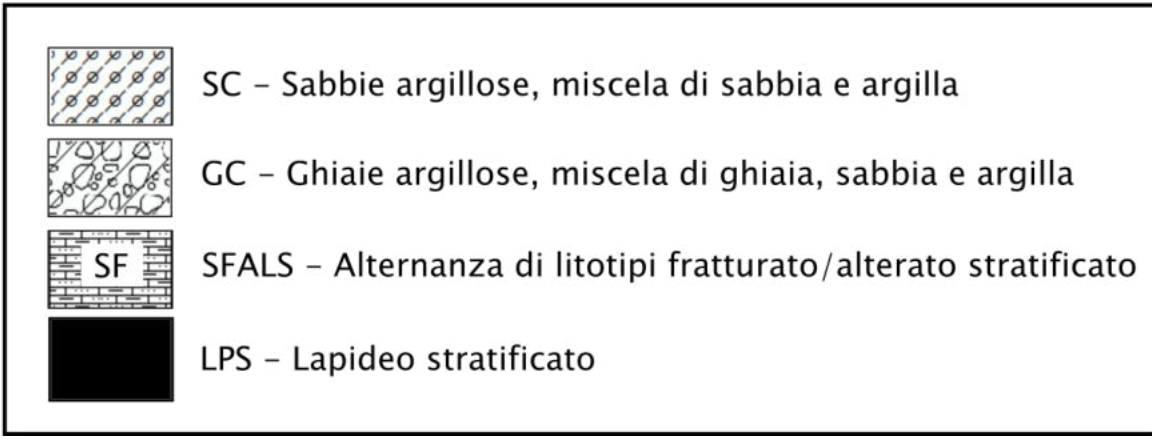 SC – Sabbie argillose, miscela di sabbia e argilla
GC – Ghiaie argillose, miscela di ghiaia, sabbia e argilla
SF SFALS – Alternanza di litotipi fratturato/alterato stratificato
LPS – Lapideo stratificato